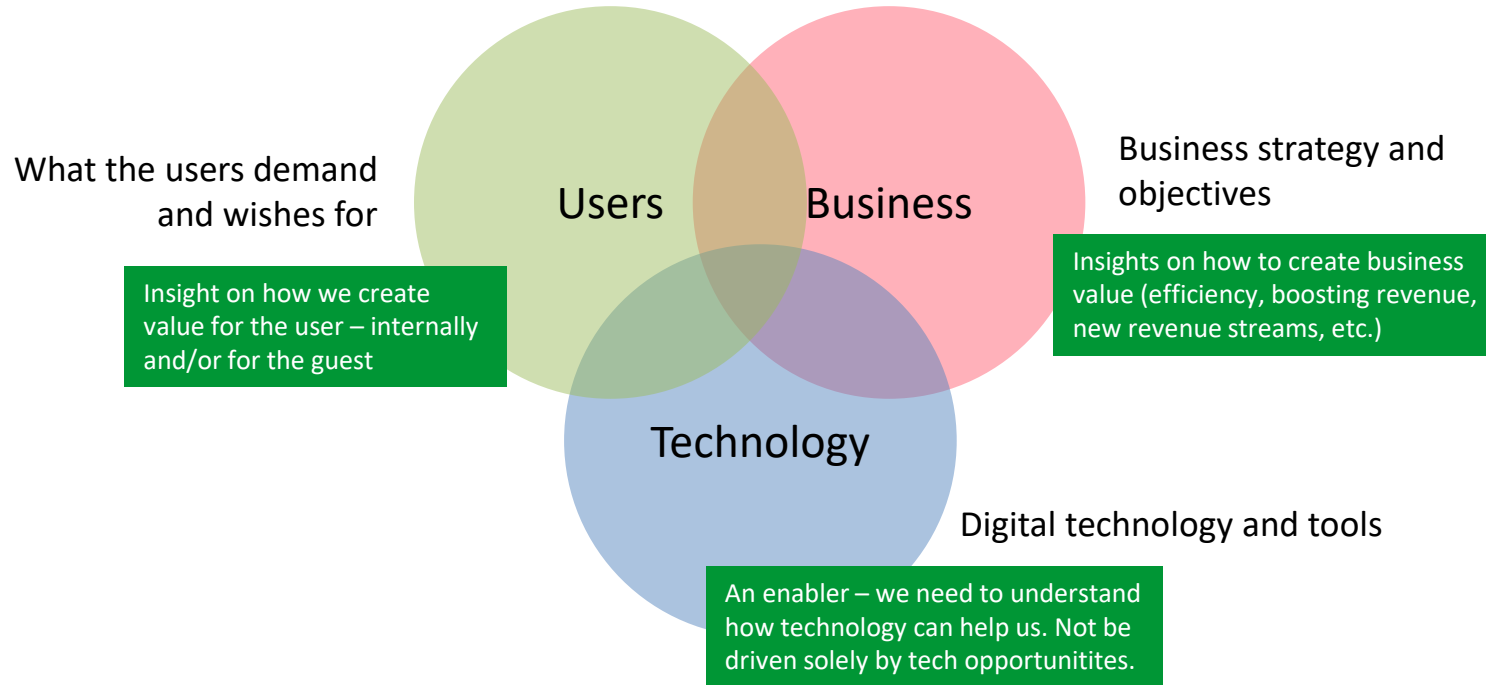 What the users demand
and wishes for
Users
Business
Business strategy and
objectives
Insight on how we create
value for the user – internally
and/or for the guest
Insights on how to create business
value (efficiency, boosting revenue,
new revenue streams, etc.)
Technology
Digital technology and tools
An enabler – we need to understand
how technology can help us. Not be
driven solely by tech opportunitites.